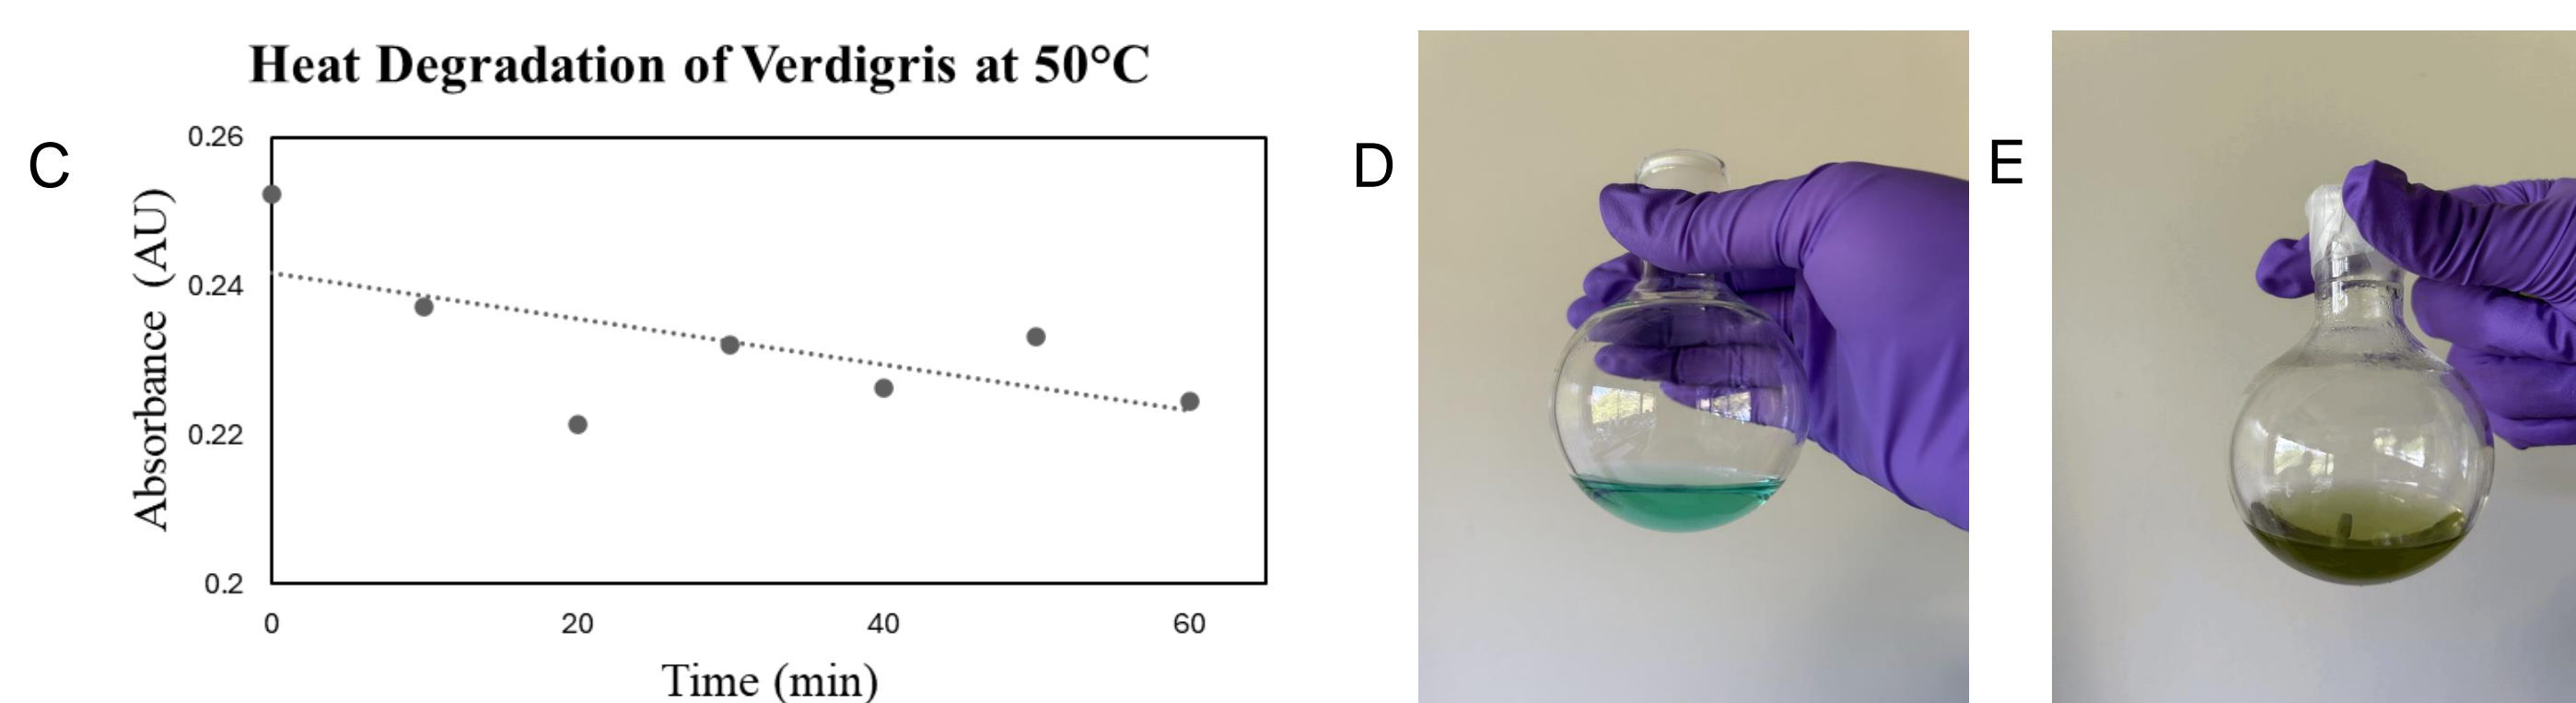 Heat Degradation of Verdigris at 50°C
C
D
E
Absorbance (AU)
0.26
0.24
0.22
0.2
0
20
40
60
Time (min)